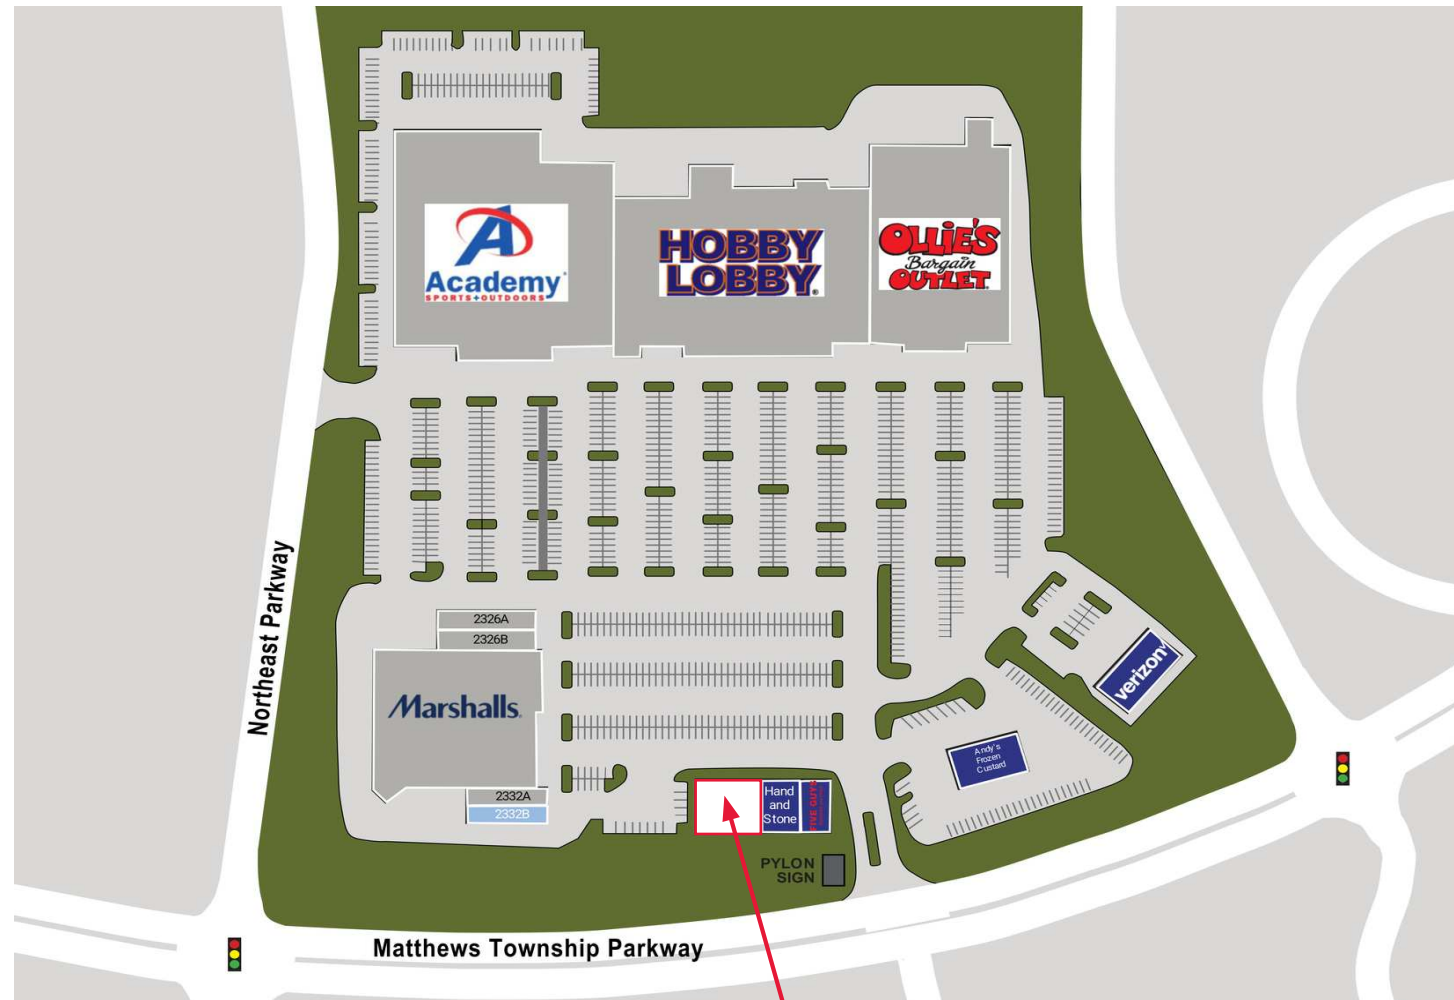 Academy
SPORTS+OUTDOORS
HOBBY
LOBBY
OLLIE'S
Bargain
OUTLET
Northeast Parkway
2326A
2326B
Marshalls
verizon
Andy's
Frozen
Custard
2332A
2332B
Hand
and
Stone
FIVE GUYS
PYLON
SIGN
Matthews Township Parkway